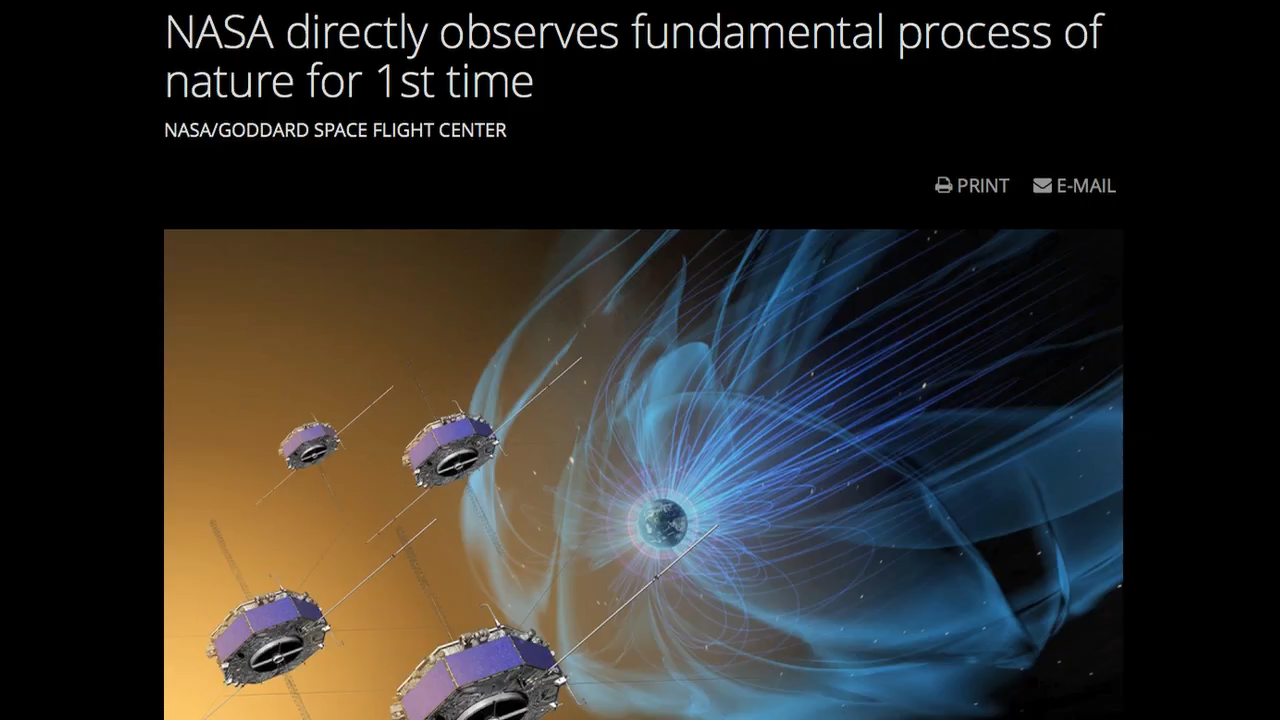 NASA directly observes fundamental process of
nature for 1st time
NASA/GODDARD SPACE FLIGHT CENTER
PRINT E-MAIL